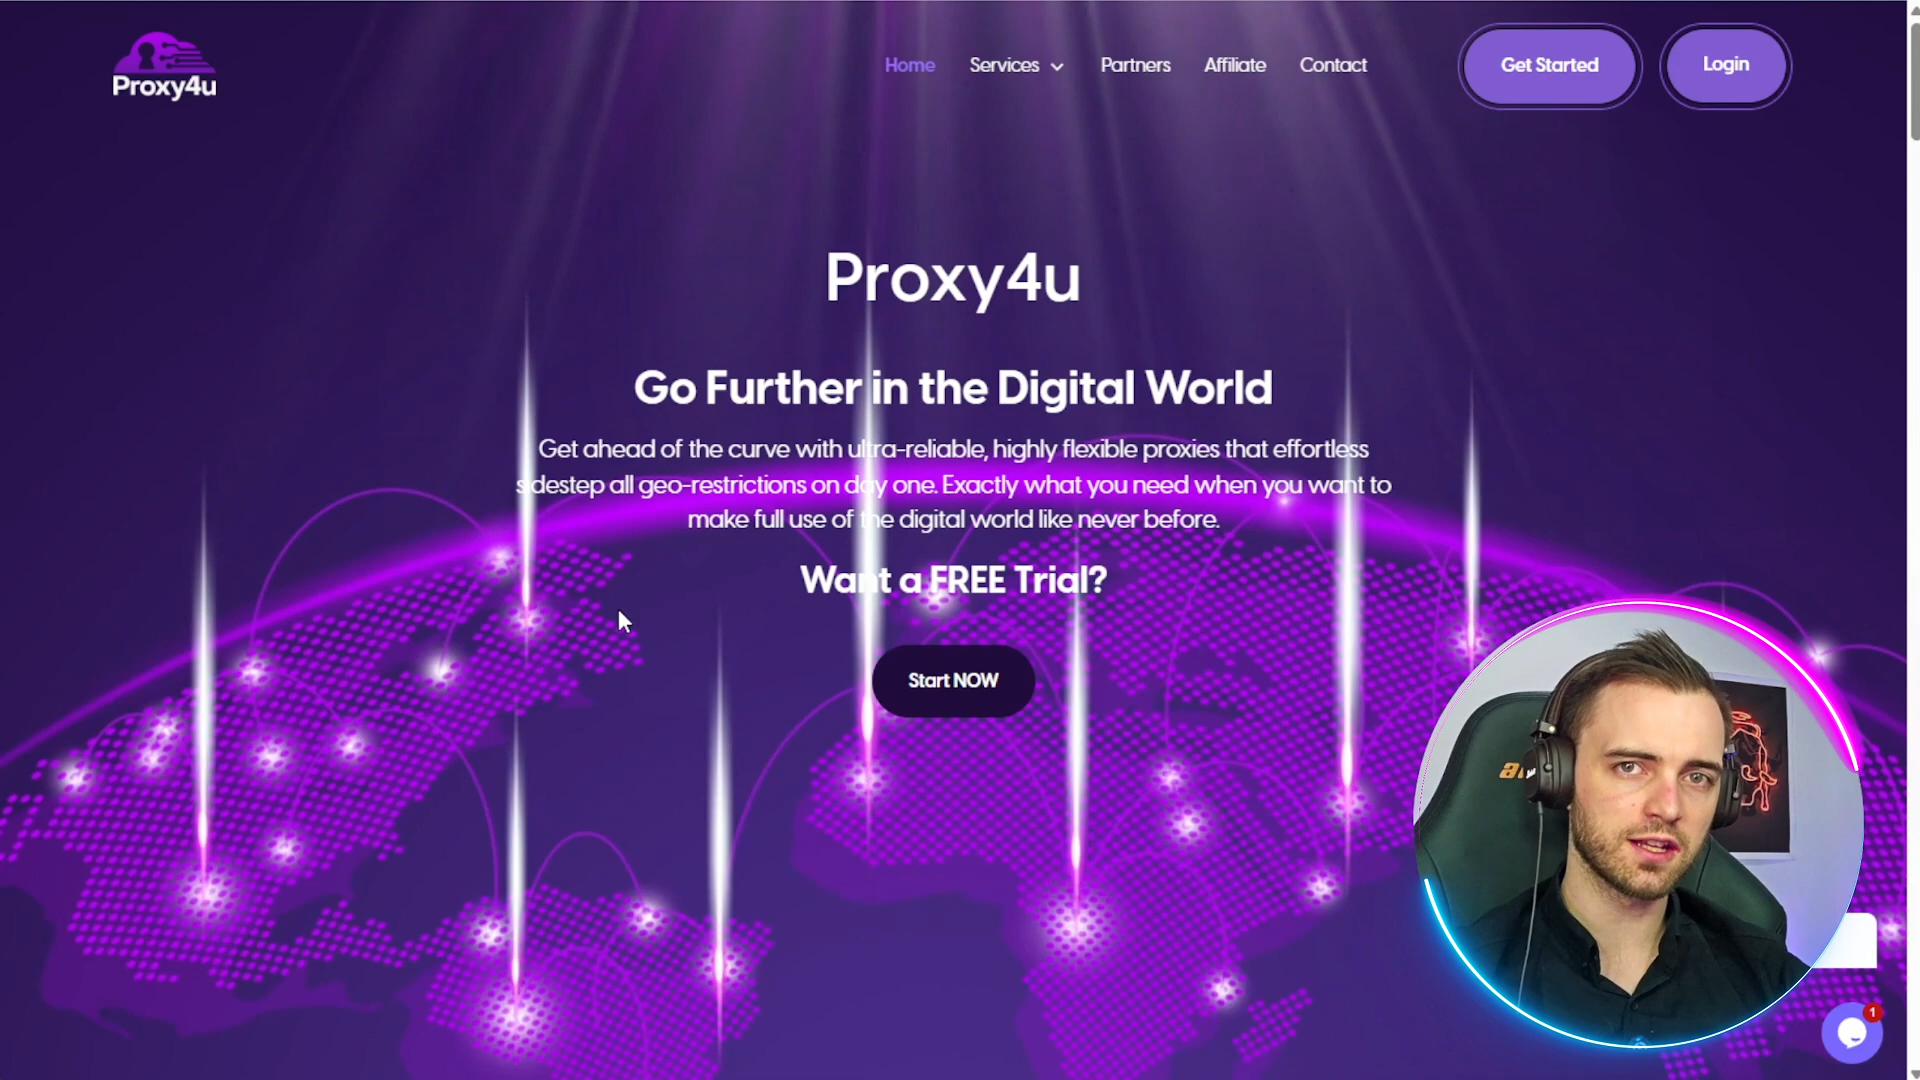 Proxy4u
Home
Services
Partners
Affiliate
Contact
Get Started
Login
Proxy4u
Go Further in the Digital World
Get ahead of the curve with ultra-reliable, highly flexible proxies that effortless
sidestep all geo-restrictions on day one. Exactly what you need when you want to
make full use of the digital world like never before.
Want a FREE Trial?
Start NOW
1